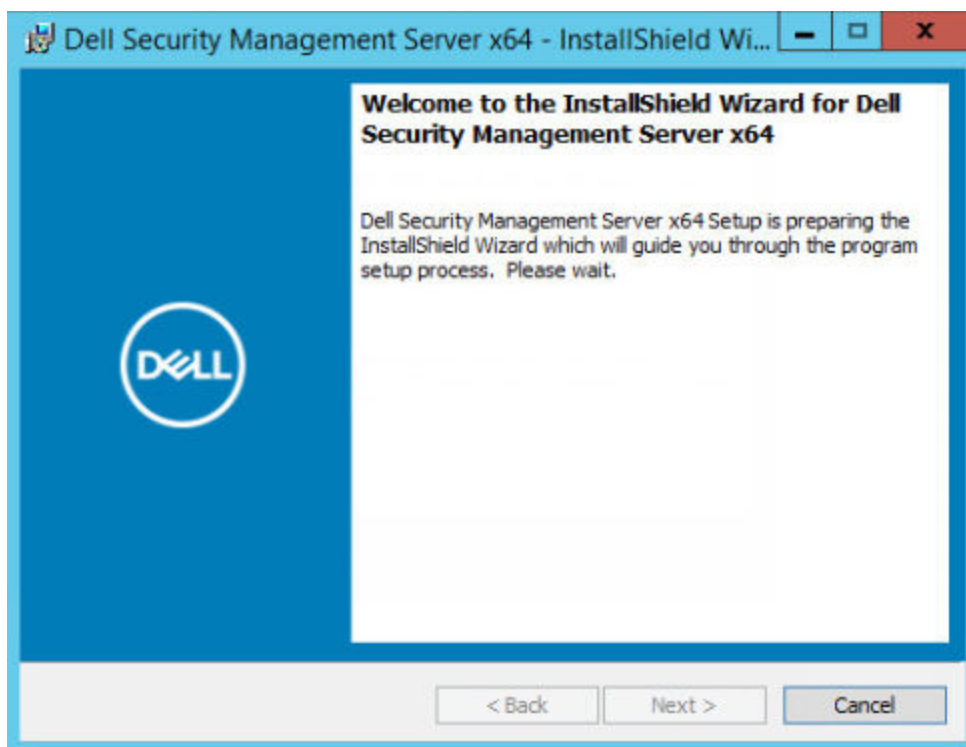 Dell Security Management Server x64 - InstallShield Wi...
Welcome to the InstallShield Wizard for Dell
Security Management Server x64
Dell Security Management Server x64 Setup is preparing the
InstallShield Wizard which will guide you through the program
setup process.  Please wait.
DELL
< Back
Next >
Cancel